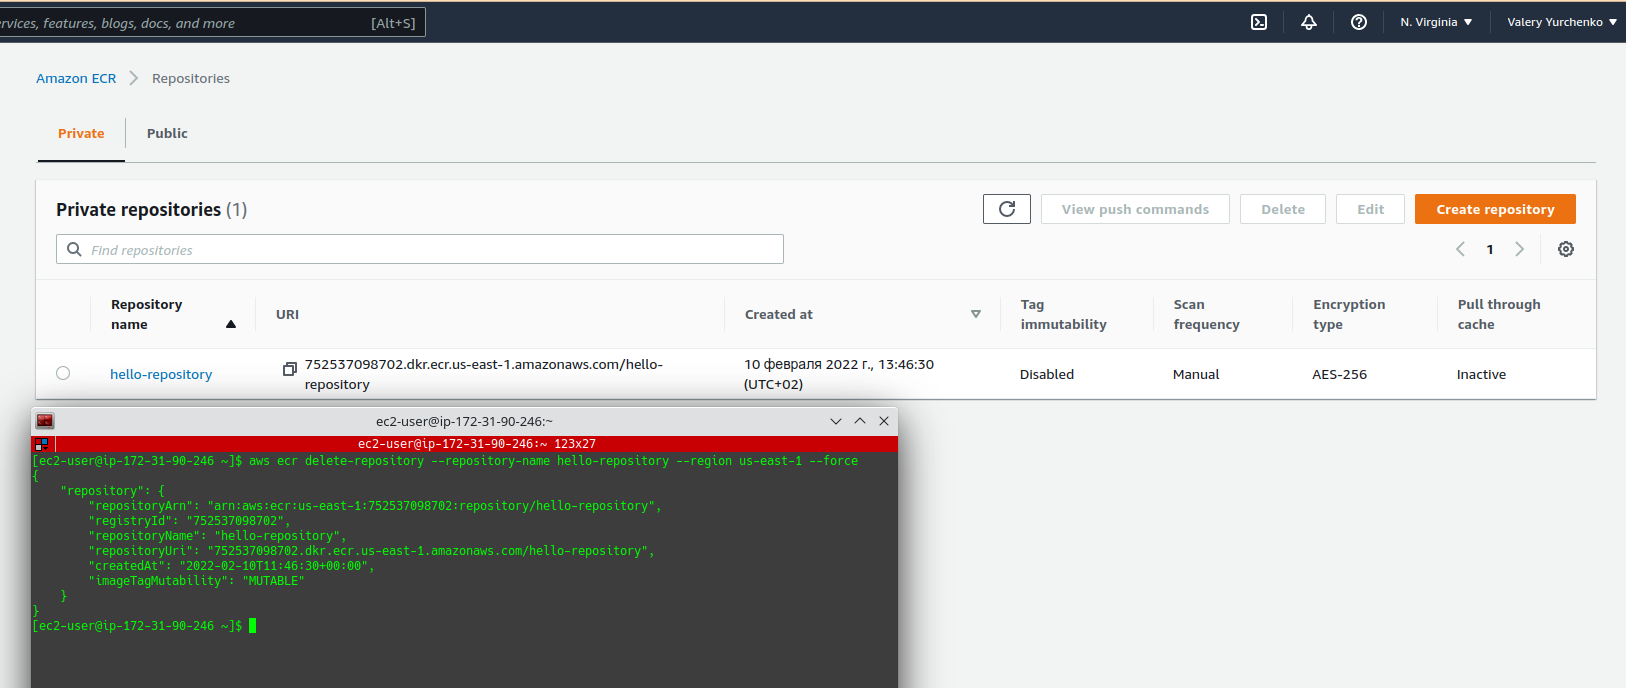 rvices, features, blogs, docs, and more [Alt+S] N. Virginia Valery Yurchenko
Amazon ECR Repositories
Private Public
Private repositories (1) View push commands Delete Edit Create repository
Find repositories 1
Repository name URI Created at Tag immutability Scan frequency Encryption type Pull through cache
hello-repository 752537098702.dkr.ecr.us-east-1.amazonaws.com/hello-repository 10 февраля 2022 г., 13:46:30 (UTC+02) Disabled Manual AES-256 Inactive
ec2-user@ip-172-31-90-246:~
ec2-user@ip-172-31-90-246:~ 123x27
[ec2-user@ip-172-31-90-246 ~]$ aws ecr delete-repository --repository-name hello-repository --region us-east-1 --force
{
    "repository": {
        "repositoryArn": "arn:aws:ecr:us-east-1:752537098702:repository/hello-repository",
        "registryId": "752537098702",
        "repositoryName": "hello-repository",
        "repositoryUri": "752537098702.dkr.ecr.us-east-1.amazonaws.com/hello-repository",
        "createdAt": "2022-02-10T11:46:30+00:00",
        "imageTagMutability": "MUTABLE"
    }
}
[ec2-user@ip-172-31-90-246 ~]$